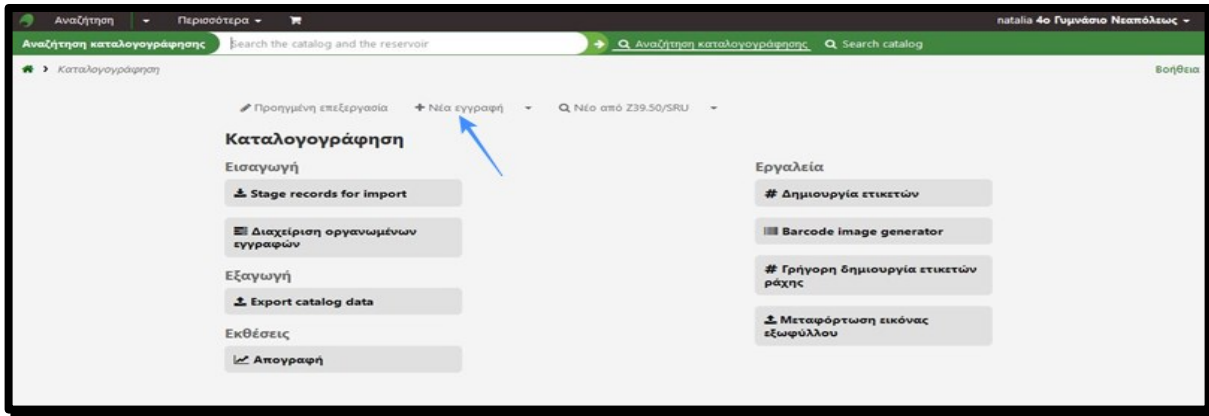 Αναζήτηση Περισσότερα natalia 4ο Γυμνάσιο Νεαπόλεως
Αναζήτηση καταλογογράφησης Search the catalog and the reservoir Αναζήτηση καταλογογράφησης Search catalog
Καταλογογράφηση Βοήθεια
Προηγμένη επεξεργασία + Νέα εγγραφή Νέο από Z39.50/SRU
Καταλογογράφηση
Εισαγωγή
Stage records for import
Διαχείριση οργανωμένων
εγγραφών
Εξαγωγή
Export catalog data
Εκθέσεις
Απογραφή
Εργαλεία
# Δημιουργία ετικετών
Barcode image generator
# Γρήγορη δημιουργία ετικετών
ράχης
Μεταφόρτωση εικόνας
εξωφύλλου